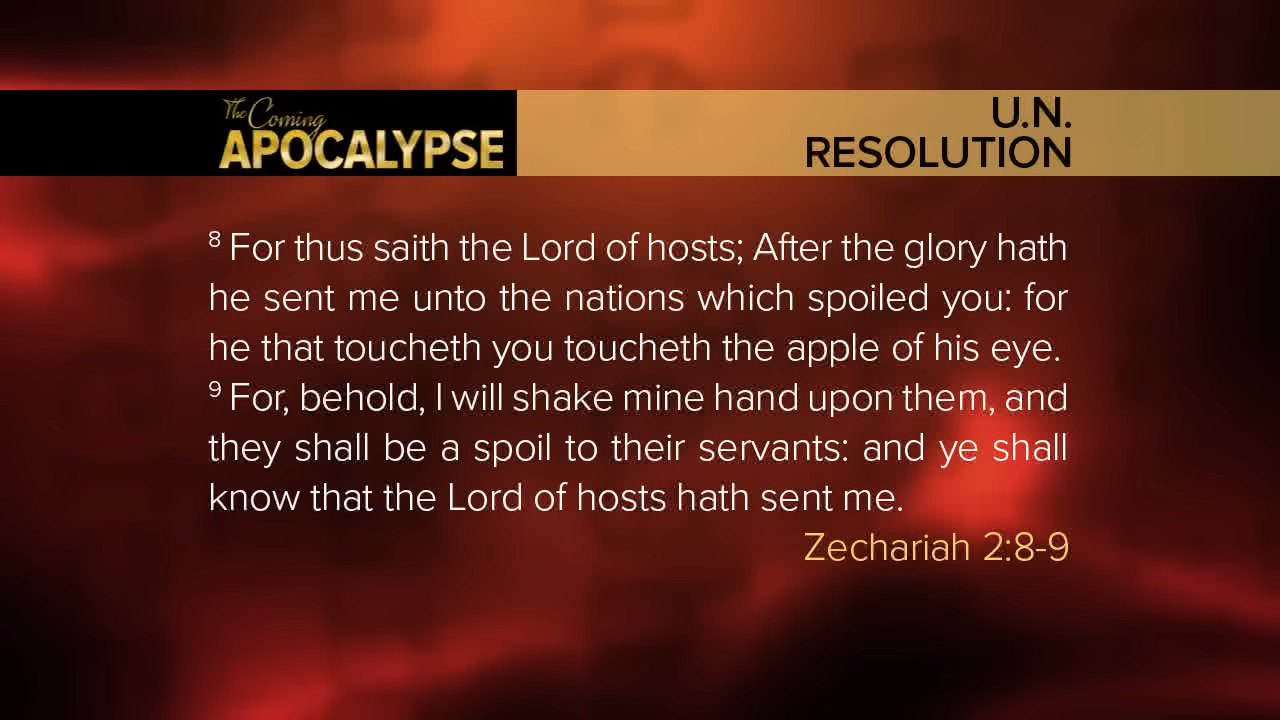 The Coming
APOCALYPSE
U.N.
RESOLUTION
8 For thus saith the Lord of hosts; After the glory hath
he sent me unto the nations which spoiled you: for
he that toucheth you toucheth the apple of his eye.
9 For, behold, I will shake mine hand upon them, and
they shall be a spoil to their servants: and ye shall
know that the Lord of hosts hath sent me.
Zechariah 2:8-9